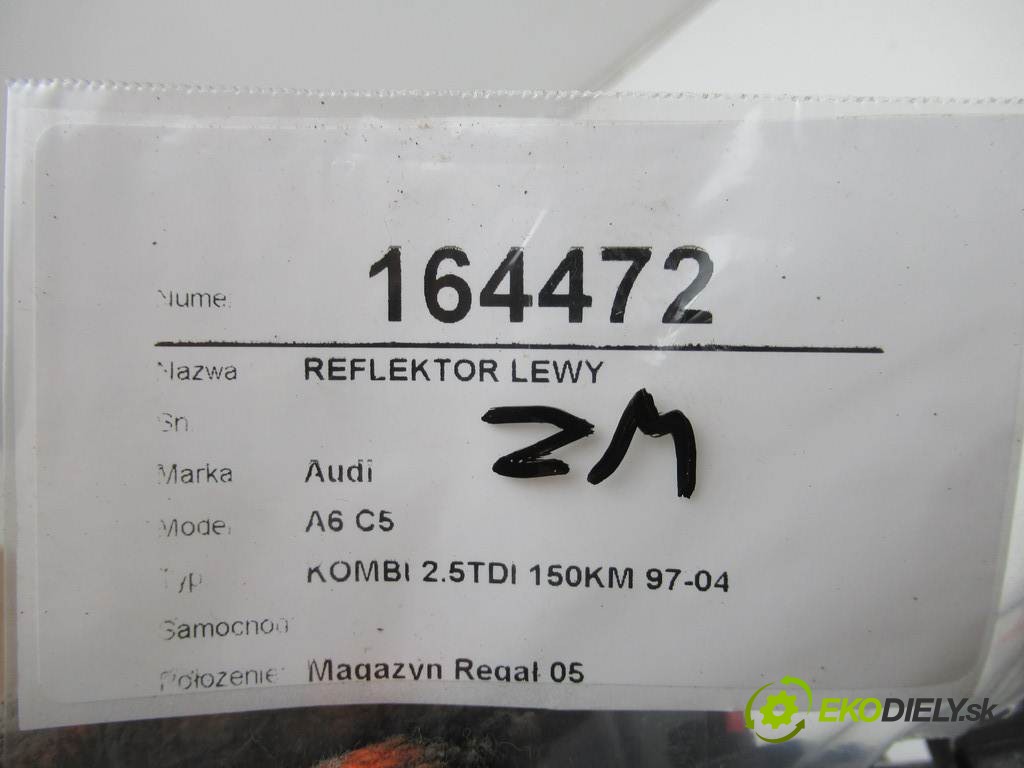 Numer 164472
Nazwa REFLEKTOR LEWY
Sn
ZM
Marka Audi
Model A6 C5
Typ KOMBI 2.5TDI 150KM 97-04
Samochód
Położenie Magazyn Regał 05
EKODIELY.sk